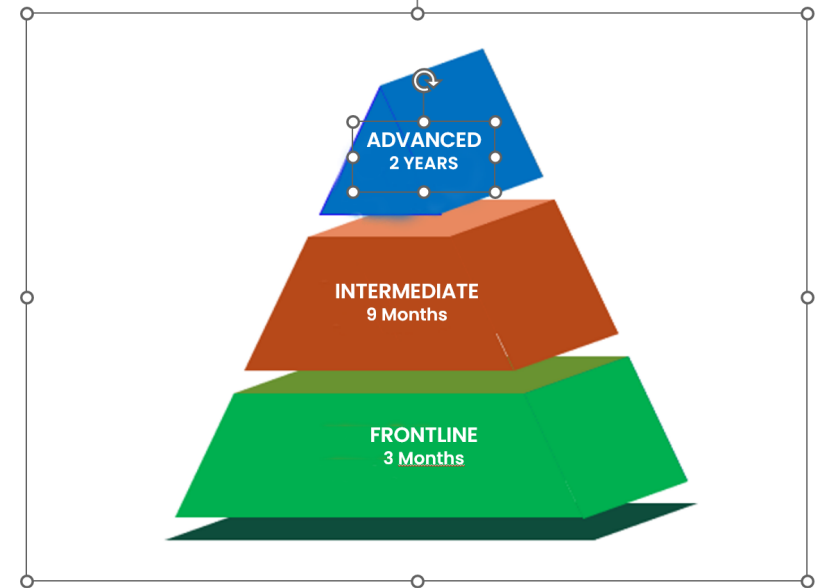 ADVANCED
2 YEARS
INTERMEDIATE
9 Months
FRONTLINE
3 Months